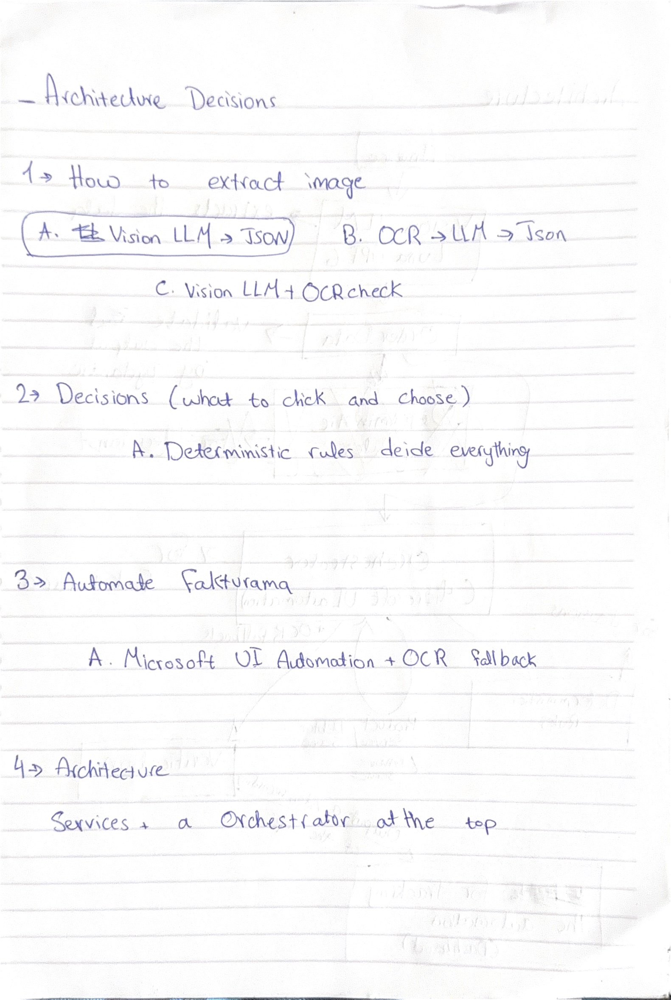 - Architecture Decisions
1→ How to extract image
A. Vision LLM → JSON
B. OCR → LLM → Json
C. Vision LLM + OCR check
2→ Decisions (what to click and choose)
A. Deterministic rules deide everything
3→ Automate Fakturama
A. Microsoft UI Automation + OCR fallback
4→ Architecture
Services + a Orchestrator at the top